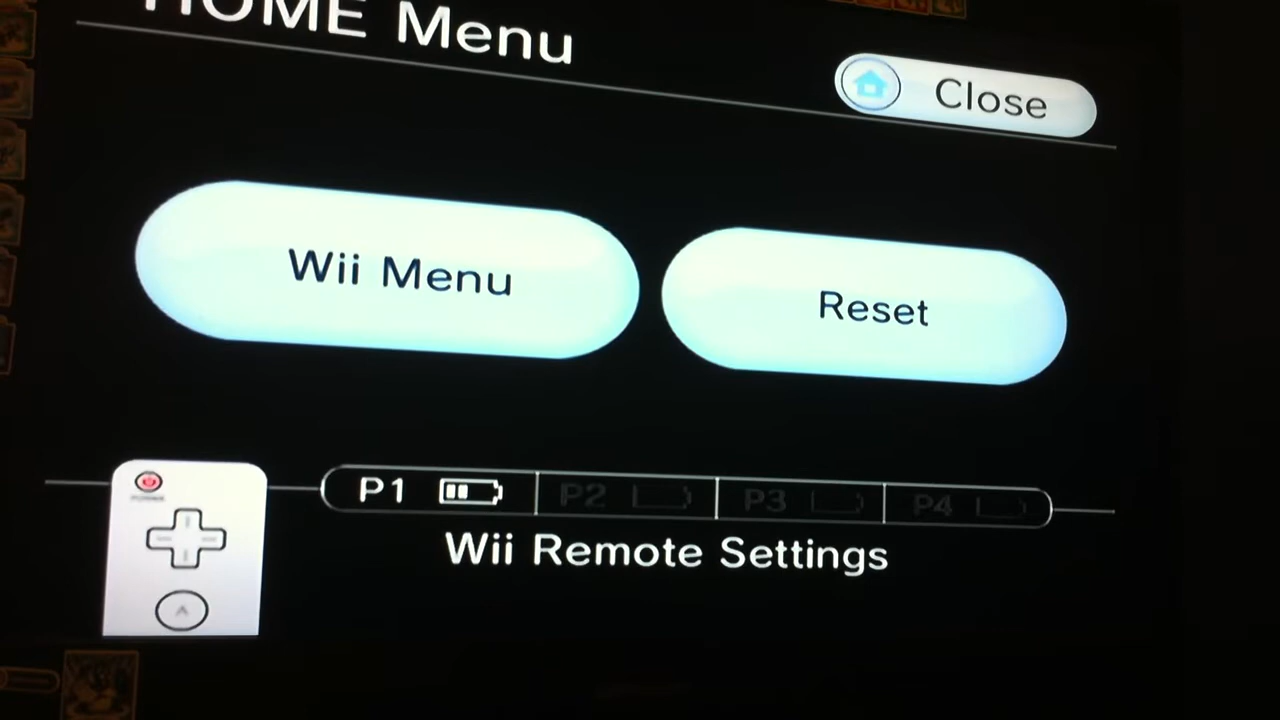 HOME Menu
Close
Wii Menu
Reset
P1 P2 P3 P4
Wii Remote Settings
A